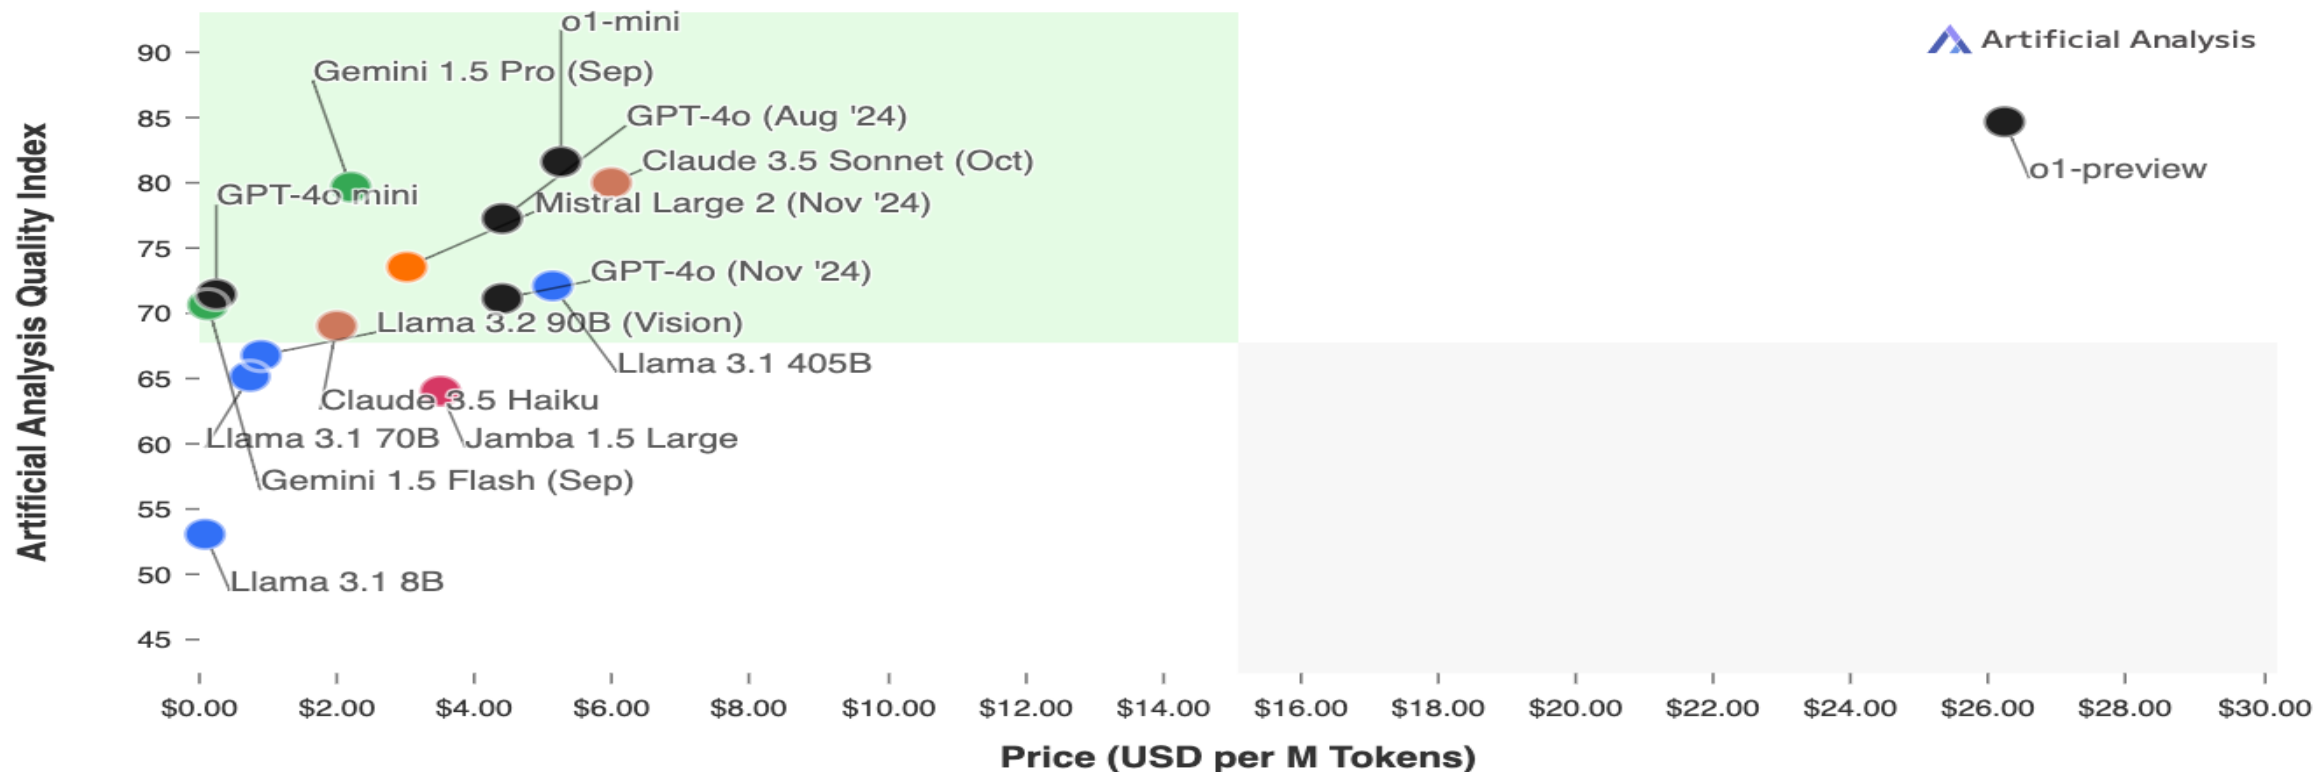 o1-mini
Artificial Analysis
90
Gemini 1.5 Pro (Sep)
85
GPT-4o (Aug '24)
Claude 3.5 Sonnet (Oct)
o1-preview
80
GPT-4o mini
Mistral Large 2 (Nov '24)
75
GPT-4o (Nov '24)
70
Llama 3.2 90B (Vision)
Llama 3.1 405B
65
Claude 3.5 Haiku
60
Llama 3.1 70B
Jamba 1.5 Large
Gemini 1.5 Flash (Sep)
55
50
Llama 3.1 8B
45
Artificial Analysis Quality Index
$0.00 $2.00 $4.00 $6.00 $8.00 $10.00 $12.00 $14.00 $16.00 $18.00 $20.00 $22.00 $24.00 $26.00 $28.00 $30.00
Price (USD per M Tokens)